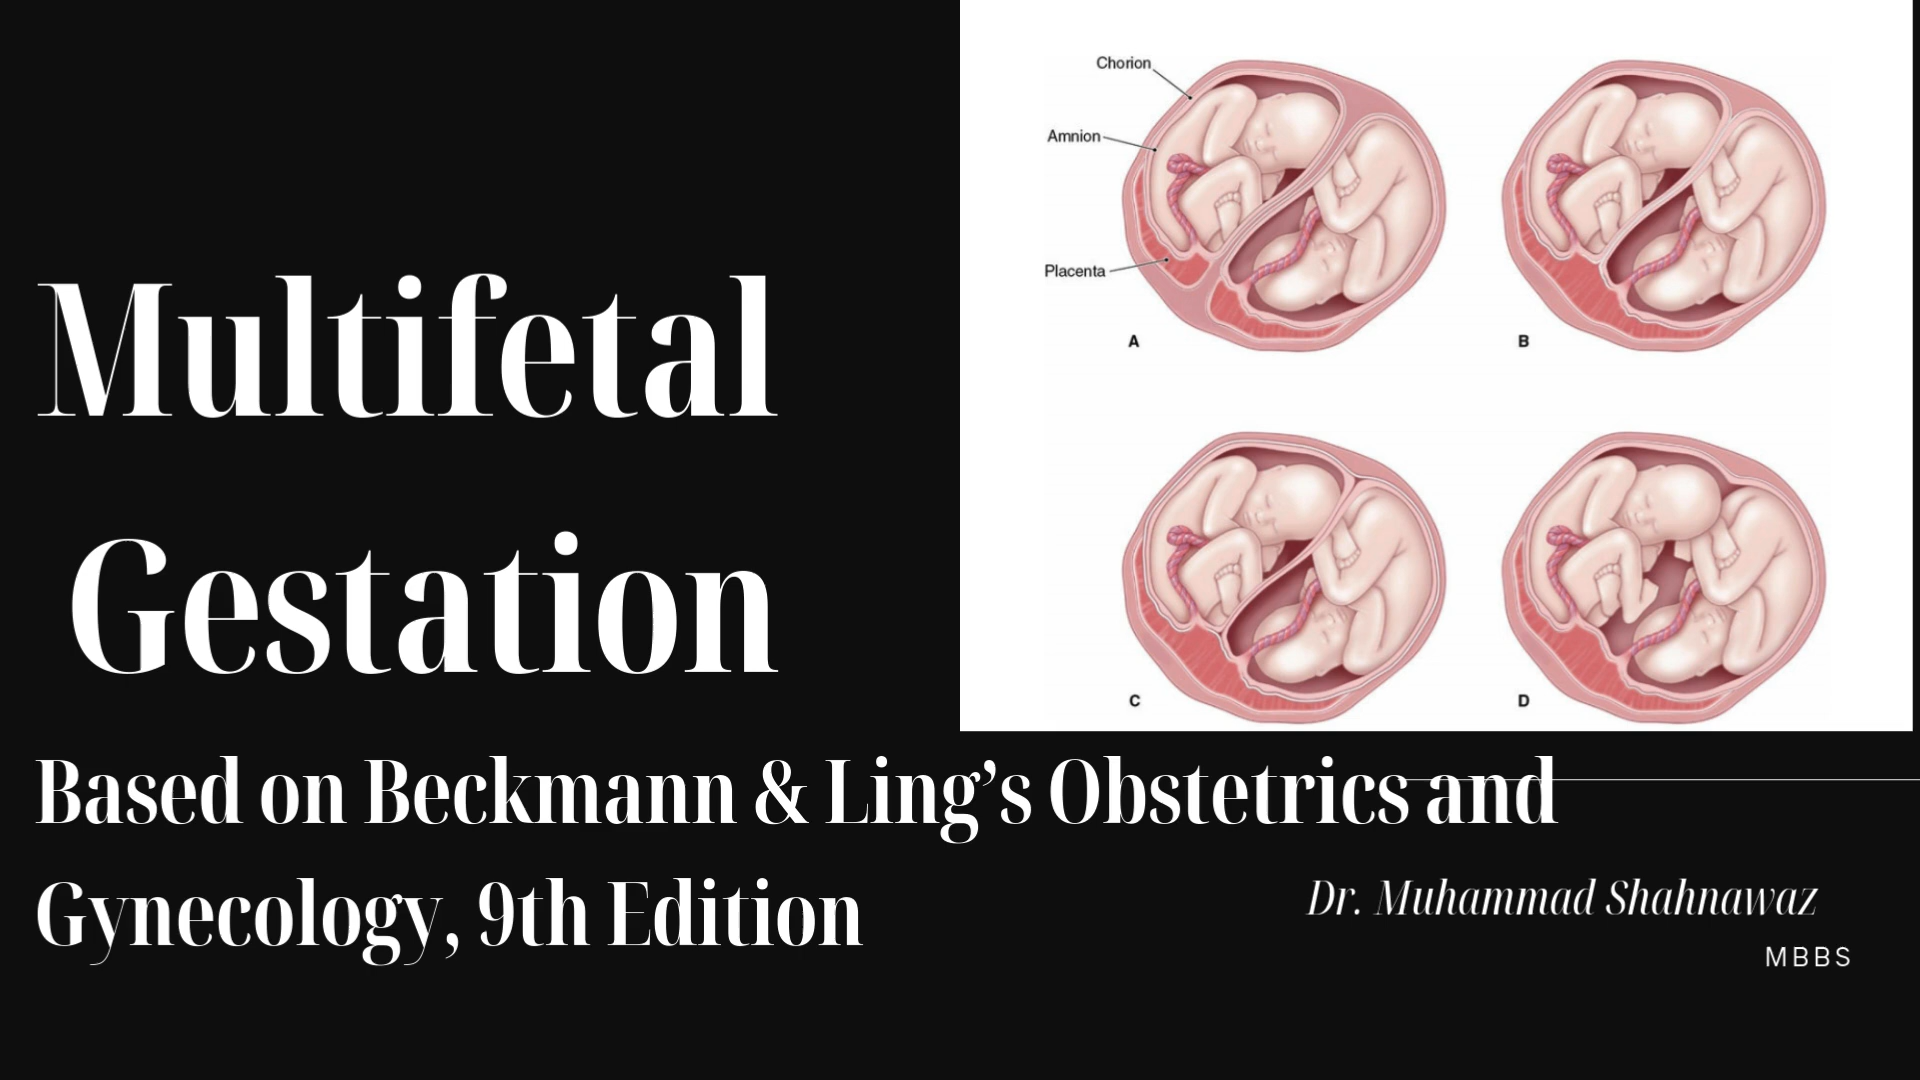 Multifetal
Gestation
Based on Beckmann & Ling’s Obstetrics and
Gynecology, 9th Edition
Dr. Muhammad Shahnawaz
MBBS
Chorion
Amnion
Placenta
A
B
C
D